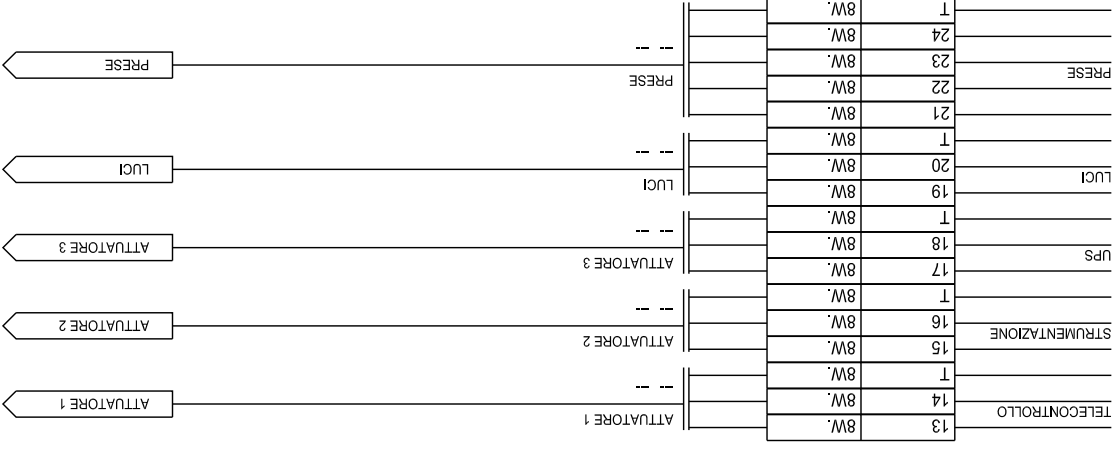 13 8W.
TELECONTROLLO ATTUATORE 1
14 8W. ATTUATORE 1
-- --
T 8W.
15 8W.
STRUMENTAZIONE ATTUATORE 2
16 8W. ATTUATORE 2
-- --
T 8W.
17 8W.
UPS ATTUATORE 3
18 8W. ATTUATORE 3
-- --
T 8W.
19 8W.
LUCI LUCI
20 8W. LUCI
-- --
T 8W.
21 8W.
22 8W.
PRESE PRESE
23 8W. PRESE
-- --
24 8W.
T 8W.